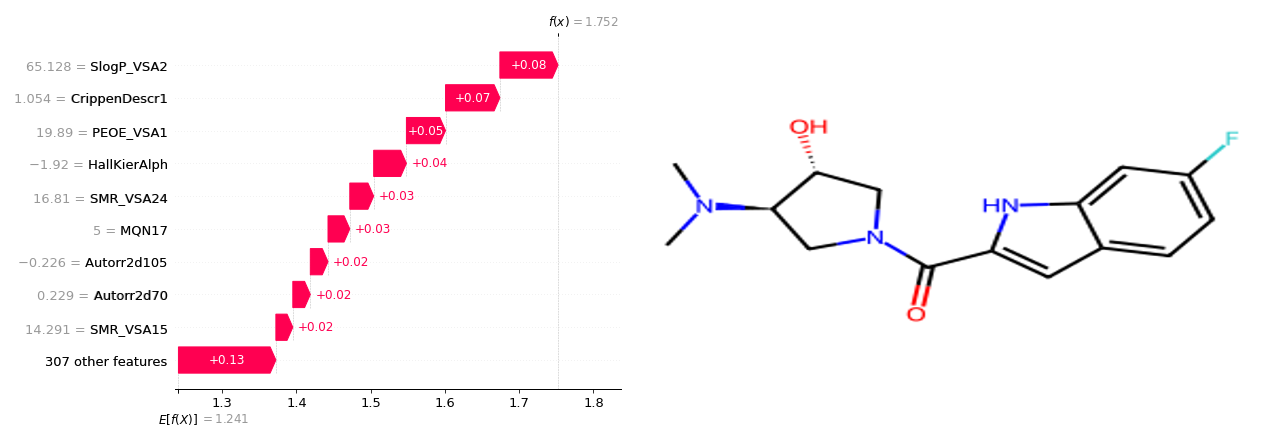 f(x) = 1.752
65.128 = SlogP_VSA2
+0.08
1.054 = CrippenDescr1
+0.07
19.89 = PEOE_VSA1
+0.05
−1.92 = HallKierAlph
+0.04
16.81 = SMR_VSA24
+0.03
5 = MQN17
+0.03
−0.226 = Autorr2d105
+0.02
0.229 = Autorr2d70
+0.02
14.291 = SMR_VSA15
+0.02
307 other features
+0.13
1.3 1.4 1.5 1.6 1.7 1.8
E[f(X)] = 1.241
OH
N
N
O
HN
F